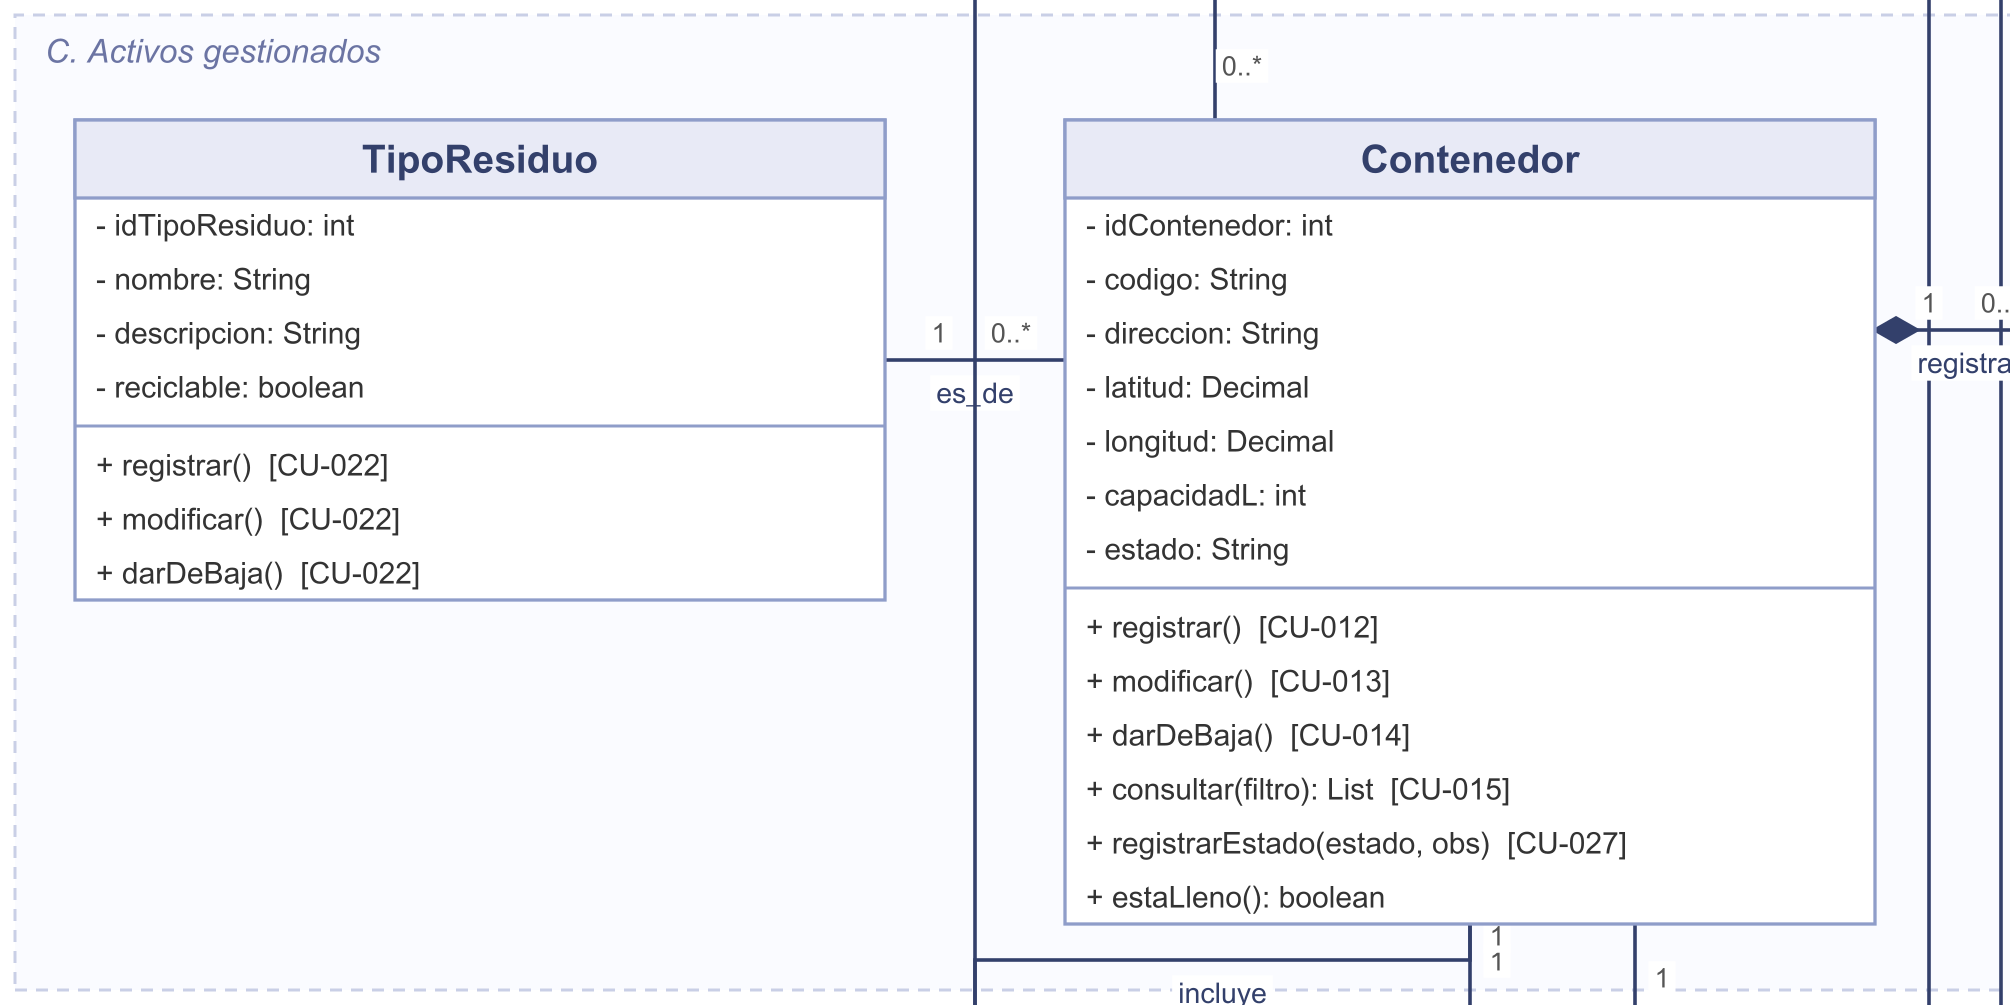 C. Activos gestionados
0..*
TipoResiduo
- idTipoResiduo: int
- nombre: String
- descripcion: String
- reciclable: boolean
+ registrar()  [CU-022]
+ modificar()  [CU-022]
+ darDeBaja()  [CU-022]
1
0..*
es_de
Contenedor
- idContenedor: int
- codigo: String
- direccion: String
- latitud: Decimal
- longitud: Decimal
- capacidadL: int
- estado: String
+ registrar()  [CU-012]
+ modificar()  [CU-013]
+ darDeBaja()  [CU-014]
+ consultar(filtro): List  [CU-015]
+ registrarEstado(estado, obs)  [CU-027]
+ estaLleno(): boolean
1
0..
registra
1
1
1
incluye